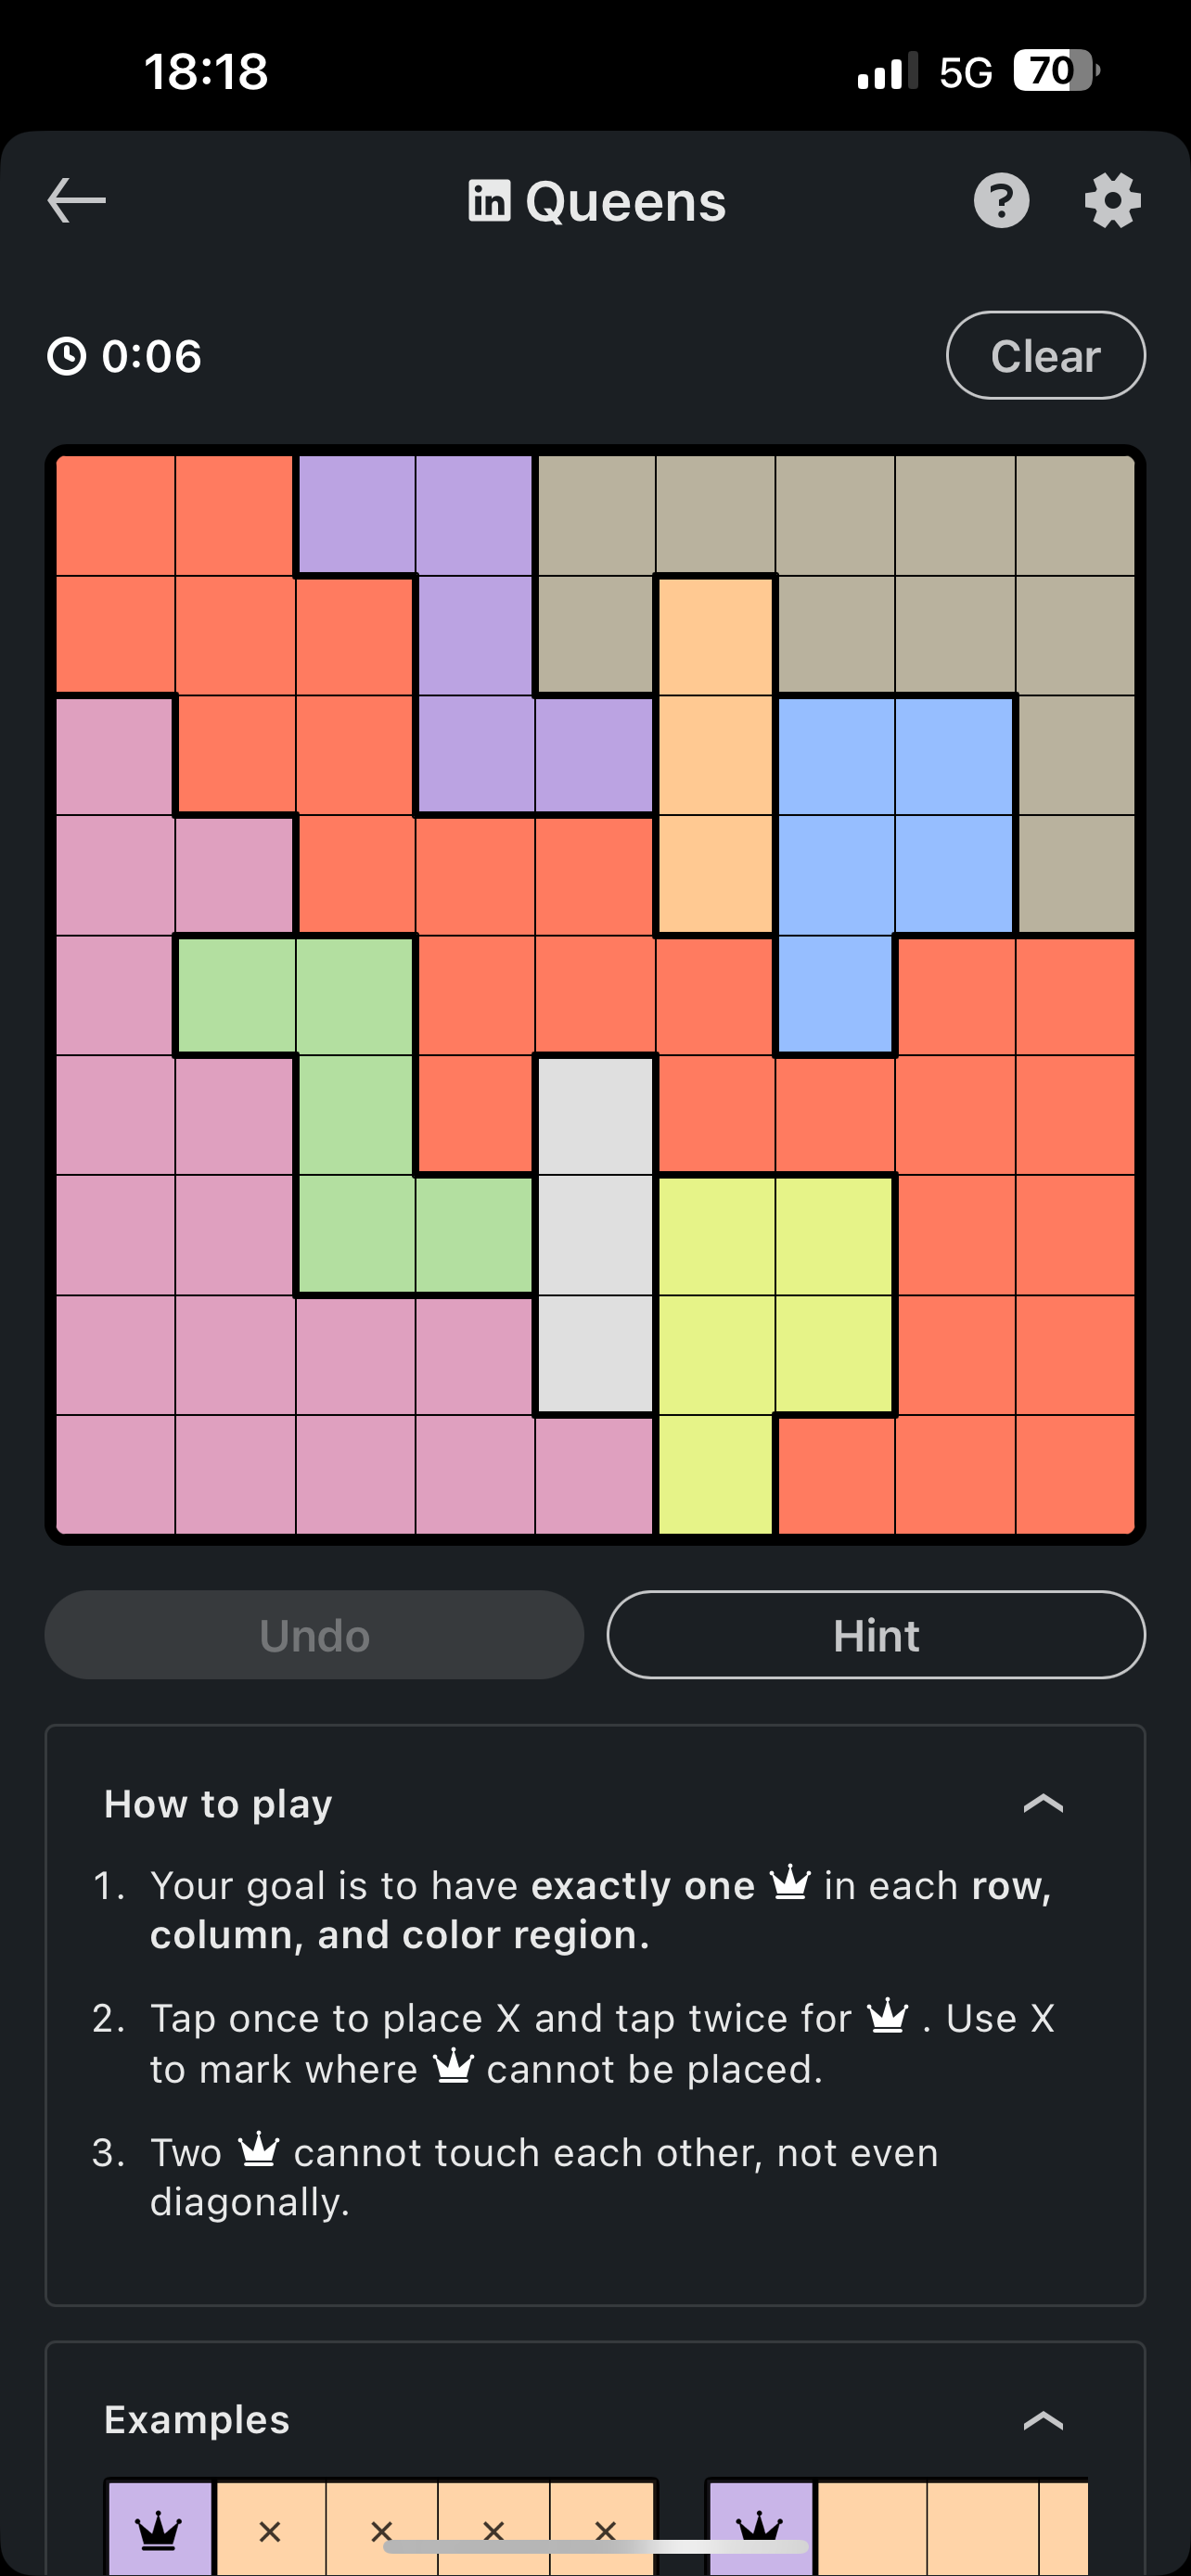 18:18 5G 70
in Queens ?
0:06 Clear
Undo Hint
How to play
1. Your goal is to have exactly one in each row,
column, and color region.
2. Tap once to place X and tap twice for . Use X
to mark where cannot be placed.
3. Two cannot touch each other, not even
diagonally.
Examples
× × × ×